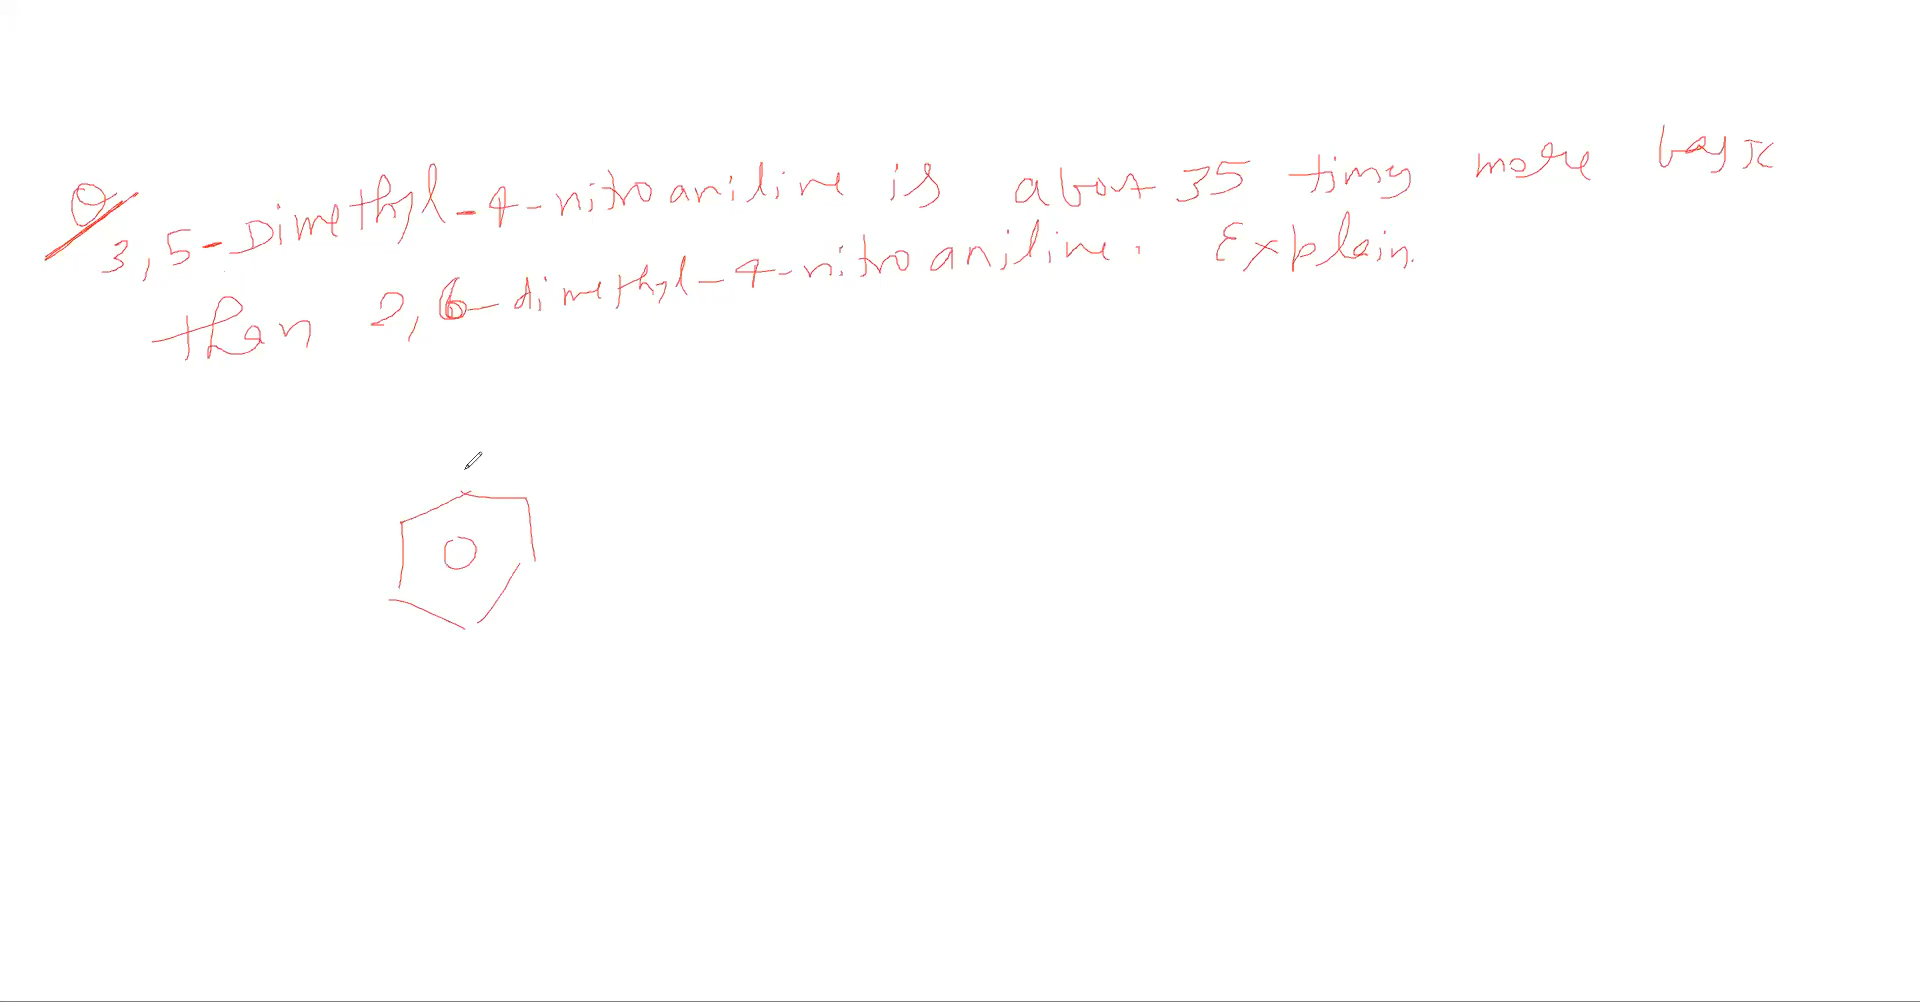 Q 3,5-Dimethyl-4-nitroaniline is about 35 times more basic
than 2,6-dimethyl-4-nitroaniline. Explain.